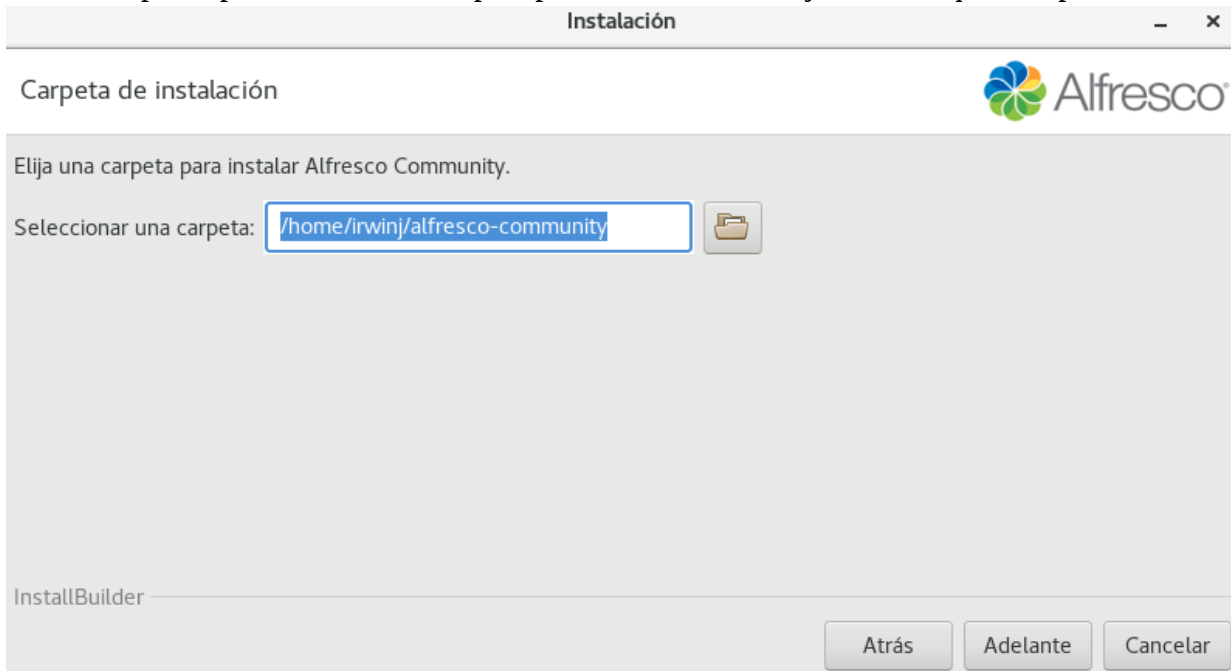 Instalación
Carpeta de instalación
Alfresco
Elija una carpeta para instalar Alfresco Community.
Seleccionar una carpeta: /home/irwinj/alfresco-community
InstallBuilder
Atrás Adelante Cancelar